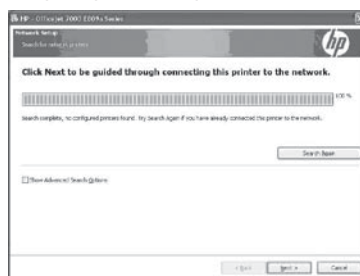 HP - Officejet 7000 E809a Series
Network Setup
Search for network printers
hp
Click Next to be guided through connecting this printer to the network.
100 %
Search complete, no configured printers found. Try Search Again if you have already connected this printer to the network.
Search Again
Show Advanced Search Options
< Back
Next >
Cancel